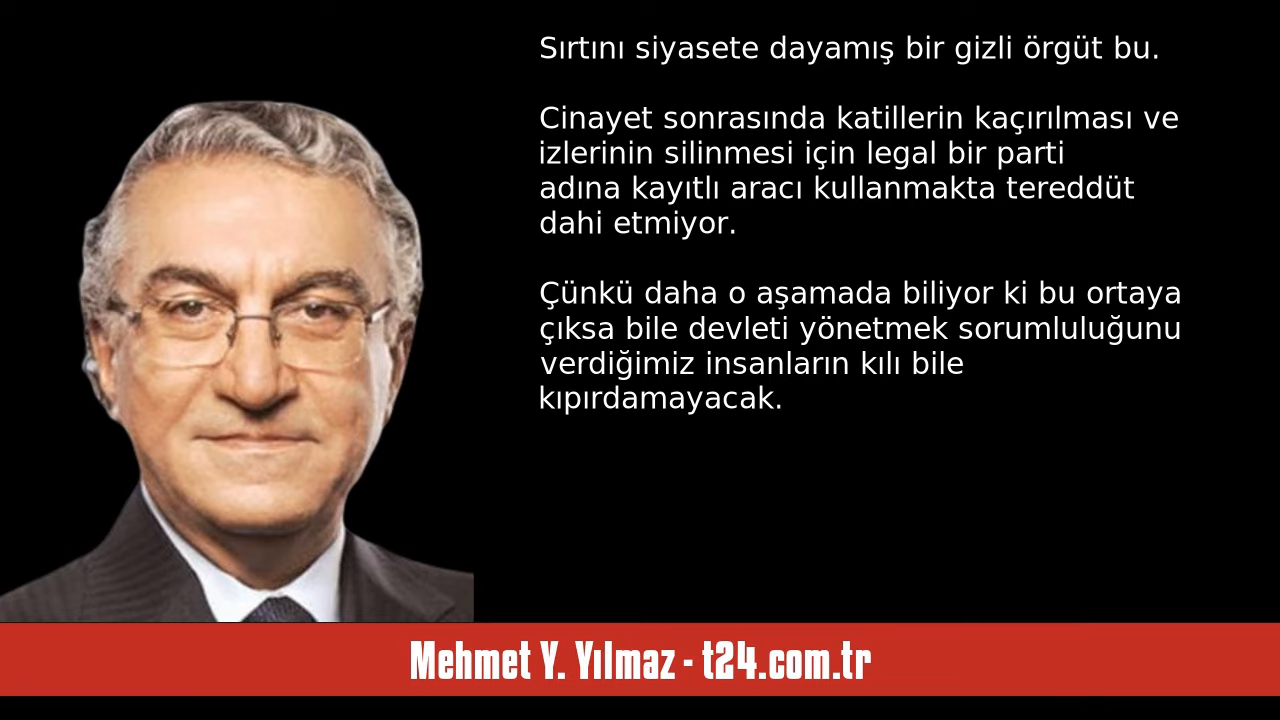 Sırtını siyasete dayamış bir gizli örgüt bu.
Cinayet sonrasında katillerin kaçırılması ve
izlerinin silinmesi için legal bir parti
adına kayıtlı aracı kullanmakta tereddüt
dahi etmiyor.
Çünkü daha o aşamada biliyor ki bu ortaya
çıksa bile devleti yönetmek sorumluluğunu
verdiğimiz insanların kılı bile
kıpırdamayacak.
Mehmet Y. Yılmaz - t24.com.tr